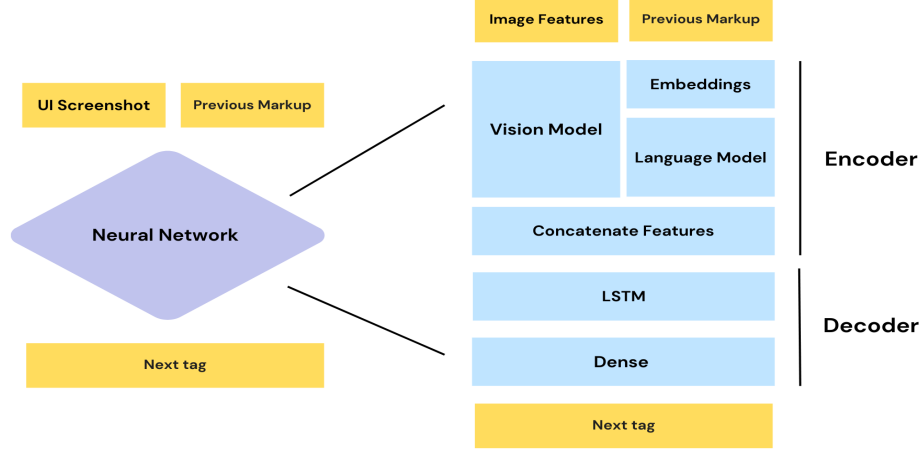 UI Screenshot
Previous Markup
Neural Network
Next tag
Image Features
Previous Markup
Vision Model
Embeddings
Language Model
Concatenate Features
Encoder
LSTM
Dense
Decoder
Next tag